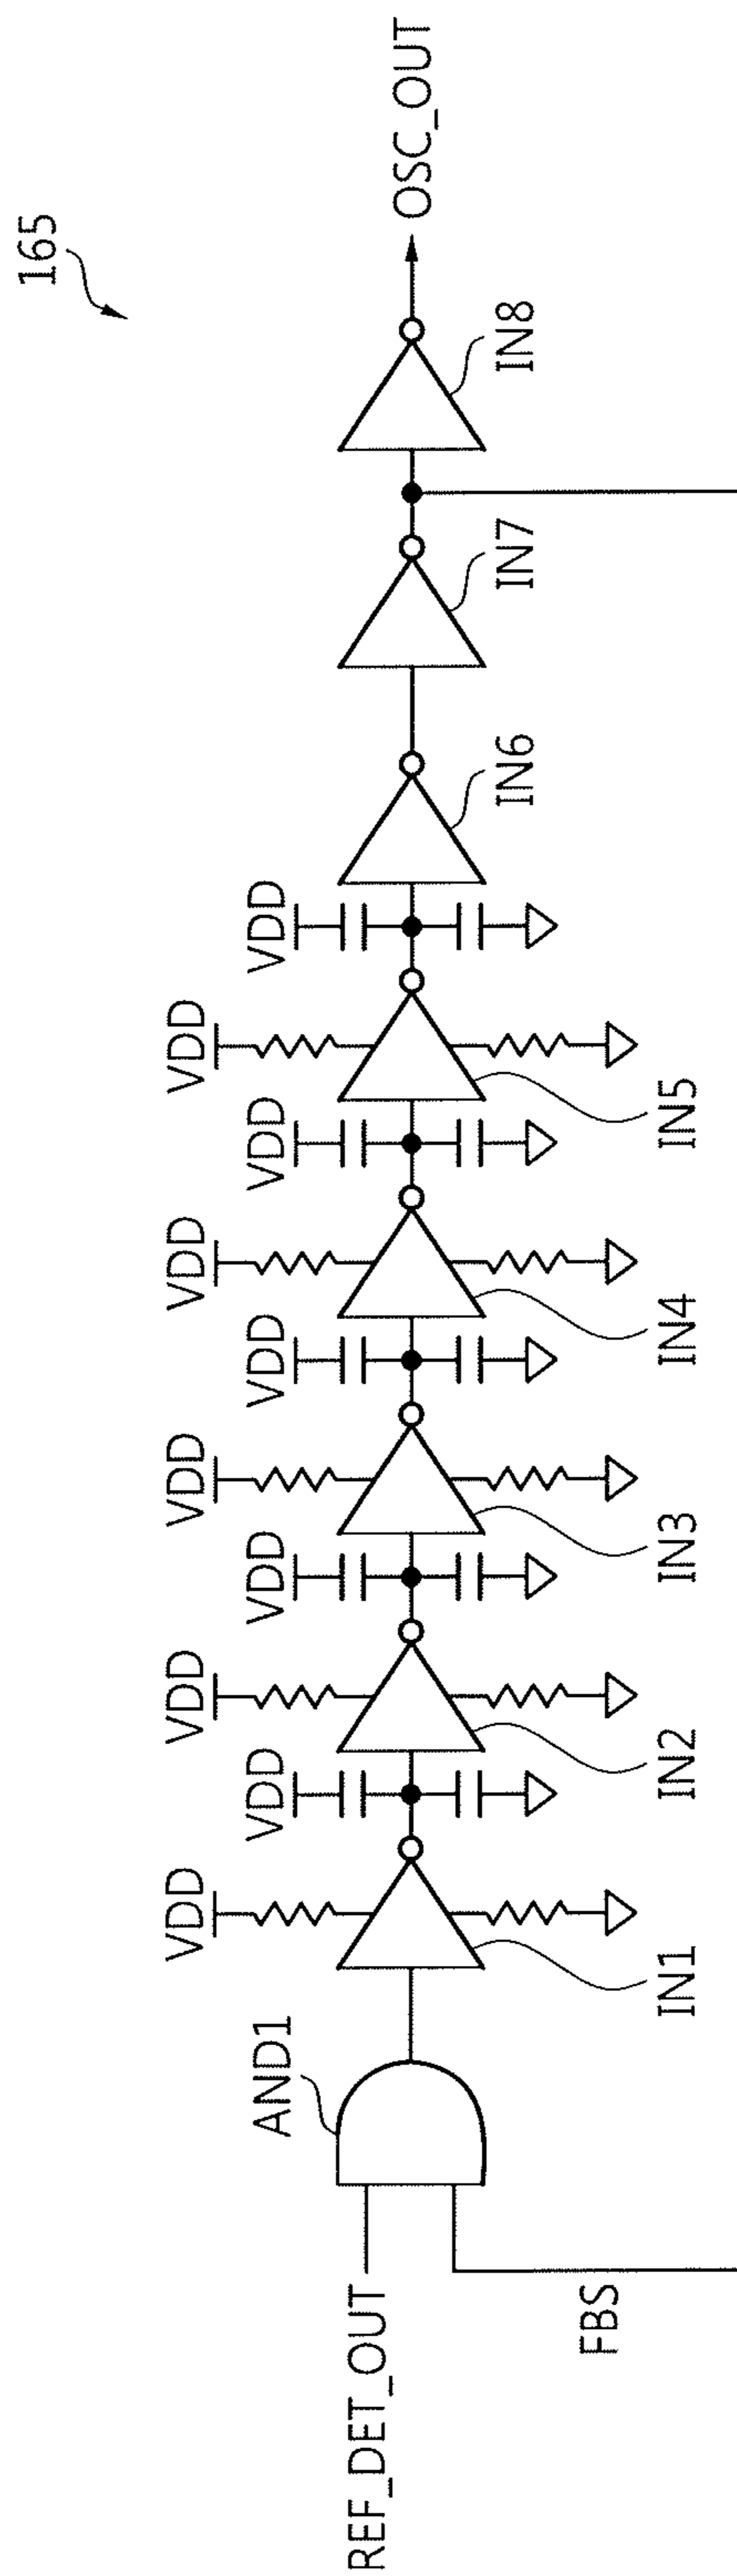 165
REF_DET_OUT
FBS
AND1
VDD
IN1
VDD
VDD
IN2
VDD
VDD
IN3
VDD
VDD
IN4
VDD
VDD
IN5
VDD
IN6
IN7
IN8
OSC_OUT